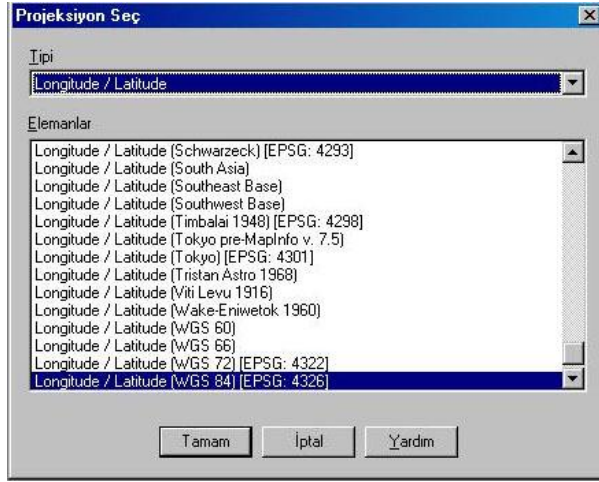 Projeksiyon Seç
Tipi
Longitude / Latitude
Elemanlar
Longitude / Latitude (Schwarzeck) [EPSG: 4293]
Longitude / Latitude (South Asia)
Longitude / Latitude (Southeast Base)
Longitude / Latitude (Southwest Base)
Longitude / Latitude (Timbalai 1948) [EPSG: 4298]
Longitude / Latitude (Tokyo pre-MapInfo v. 7.5)
Longitude / Latitude (Tokyo) [EPSG: 4301]
Longitude / Latitude (Tristan Astro 1968)
Longitude / Latitude (Viti Levu 1916)
Longitude / Latitude (Wake-Eniwetok 1960)
Longitude / Latitude (WGS 60)
Longitude / Latitude (WGS 66)
Longitude / Latitude (WGS 72) [EPSG: 4322]
Longitude / Latitude (WGS 84) [EPSG: 4326]
Tamam İptal Yardım